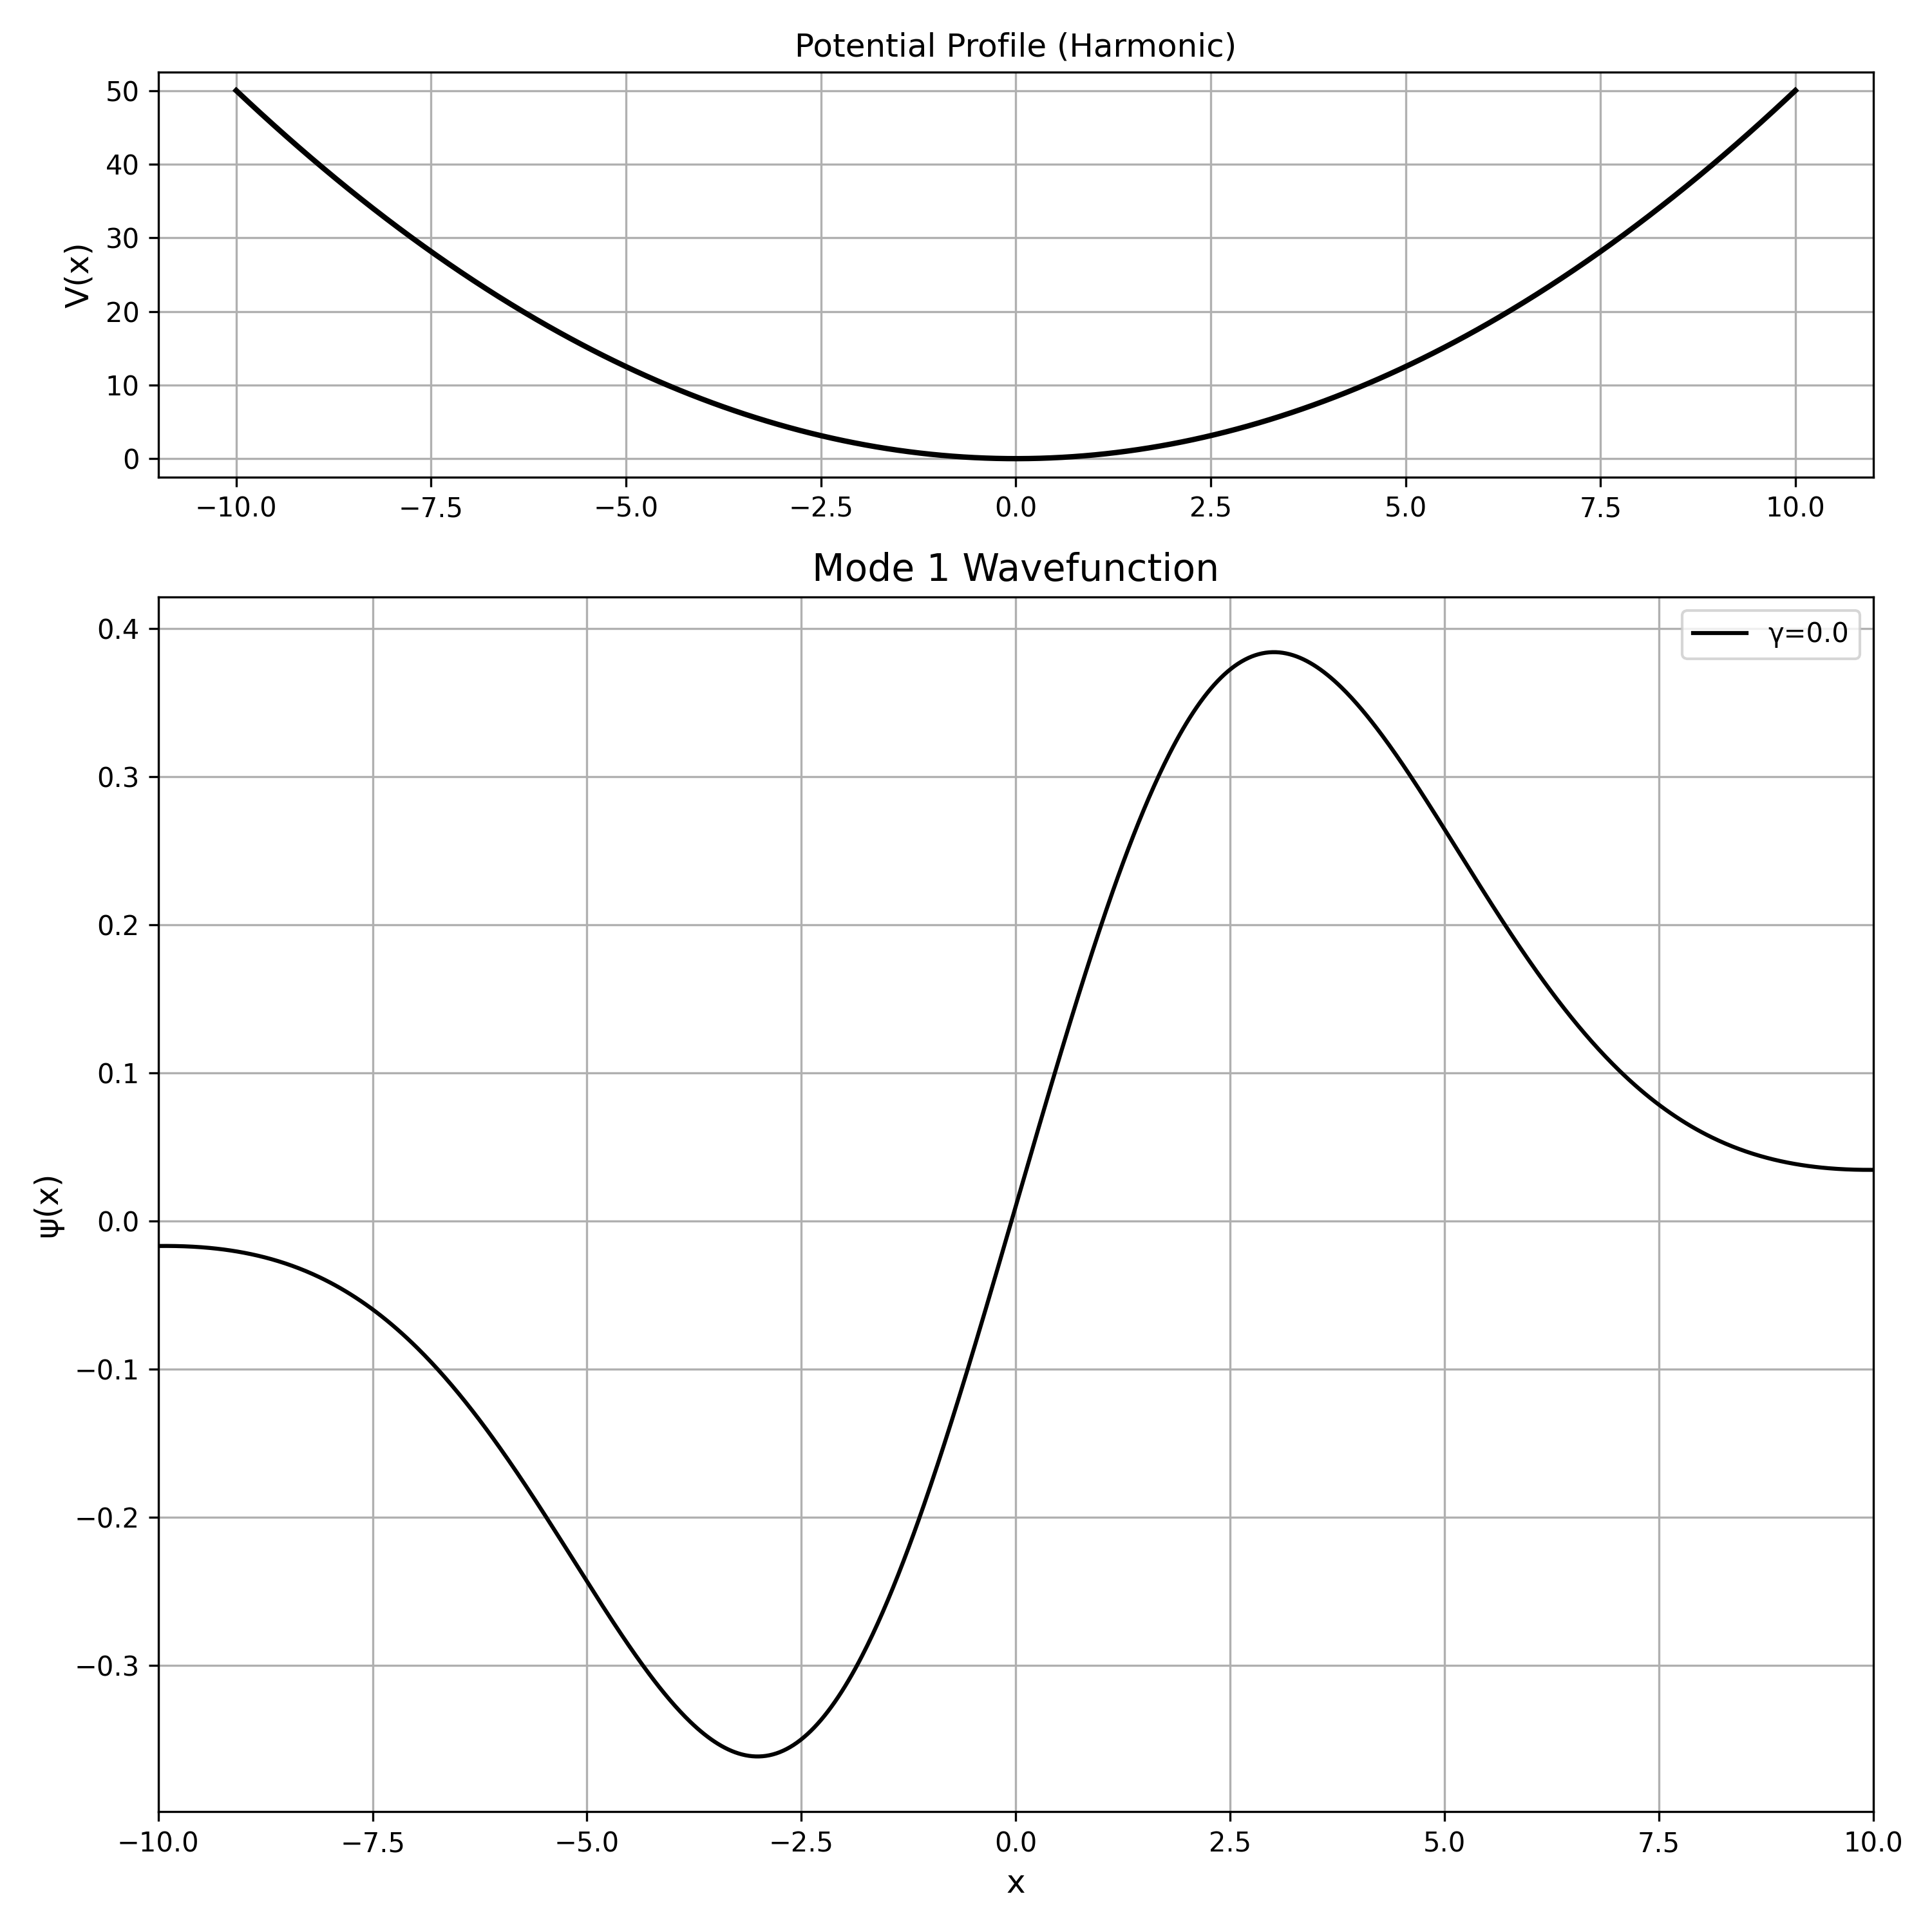 Potential Profile (Harmonic)
V(x)
50
40
30
20
10
0
−10.0 −7.5 −5.0 −2.5 0.0 2.5 5.0 7.5 10.0
Mode 1 Wavefunction
γ=0.0
ψ(x)
0.4
0.3
0.2
0.1
0.0
−0.1
−0.2
−0.3
−10.0 −7.5 −5.0 −2.5 0.0 2.5 5.0 7.5 10.0
x